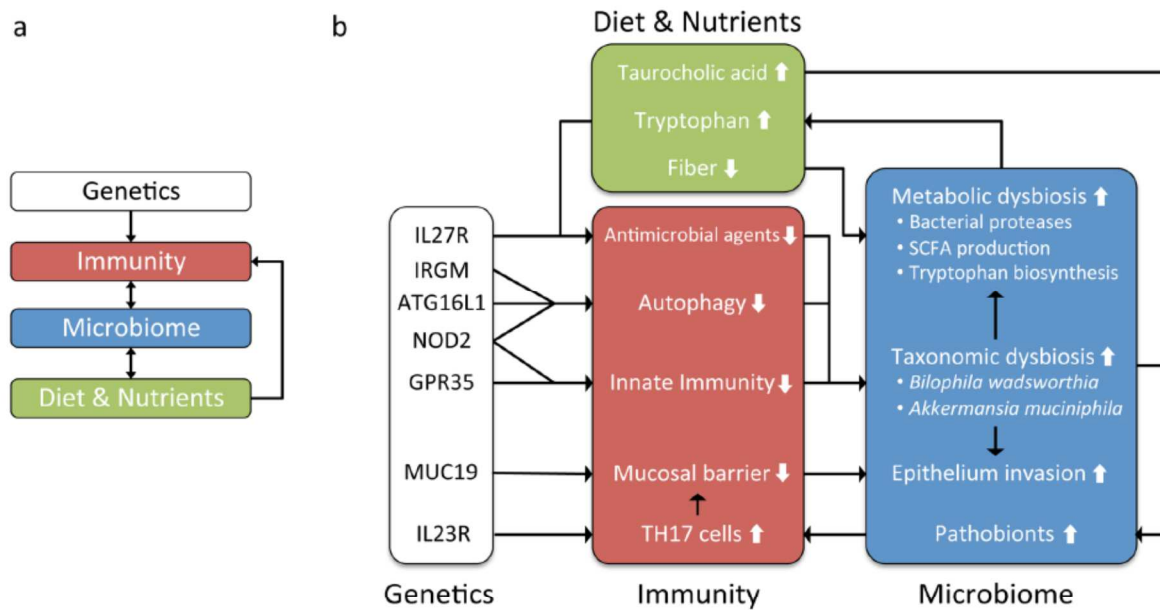 a
Genetics
Immunity
Microbiome
Diet & Nutrients
b
Diet & Nutrients
Taurocholic acid
Tryptophan
Fiber
IL27R
IRGM
ATG16L1
NOD2
GPR35
MUC19
IL23R
Genetics
Antimicrobial agents
Autophagy
Innate Immunity
Mucosal barrier
TH17 cells
Immunity
Metabolic dysbiosis
• Bacterial proteases
• SCFA production
• Tryptophan biosynthesis
Taxonomic dysbiosis
• Bilophila wadsworthia
• Akkermansia muciniphila
Epithelium invasion
Pathobionts
Microbiome